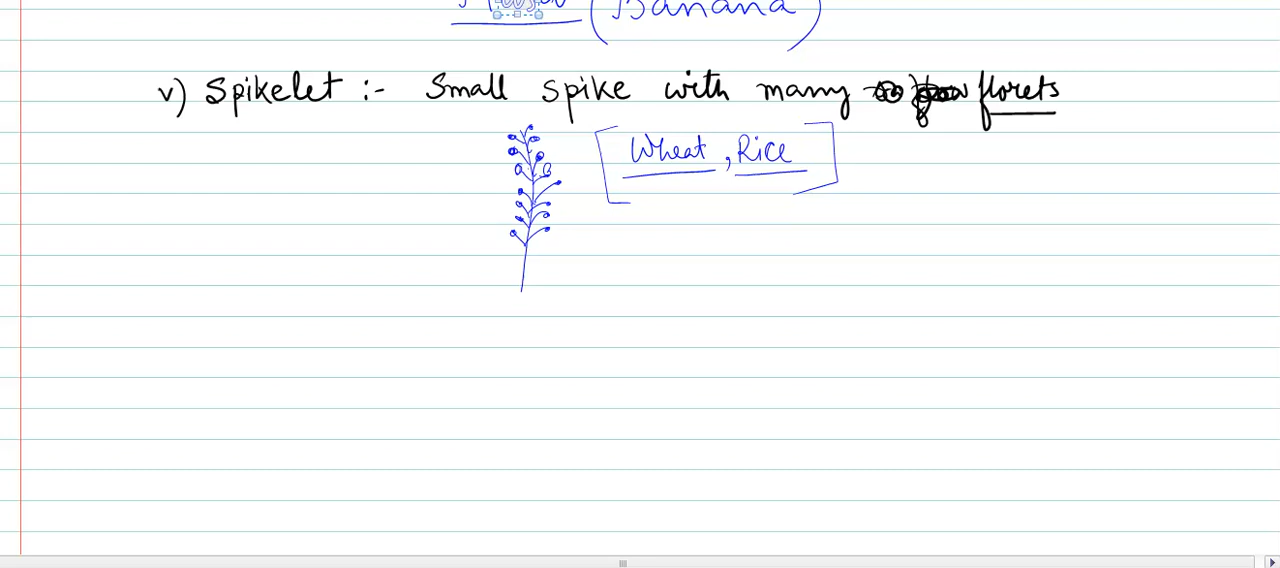 (Banana)
v) Spikelet :- Small spike with many florets
[Wheat, Rice]